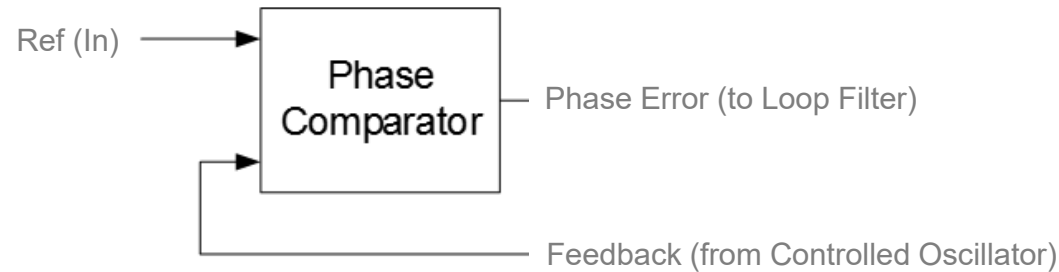 Ref (In)
Phase
Comparator
Phase Error (to Loop Filter)
Feedback (from Controlled Oscillator)